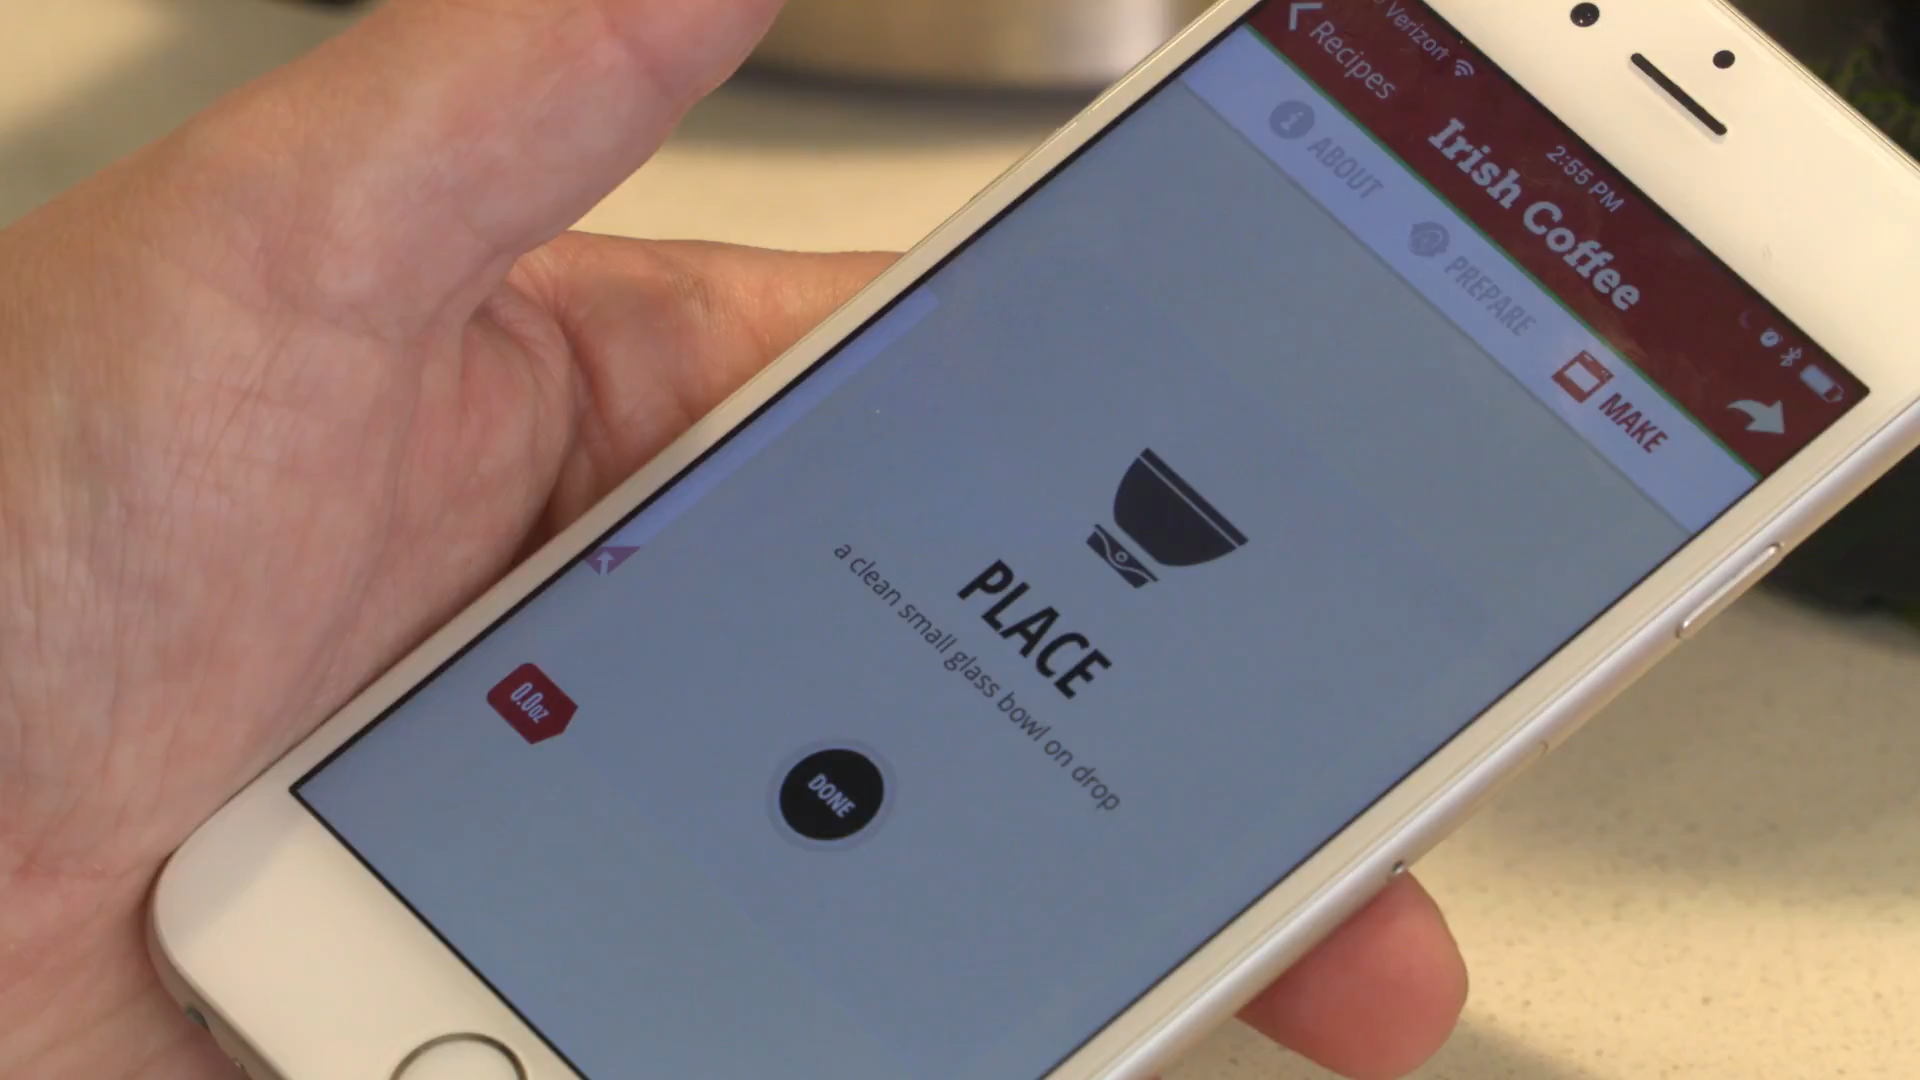 Verizon
2:55 PM
Recipes
Irish Coffee
i ABOUT
PREPARE
MAKE
PLACE
a clean small glass bowl on drop
DONE
0.0oz